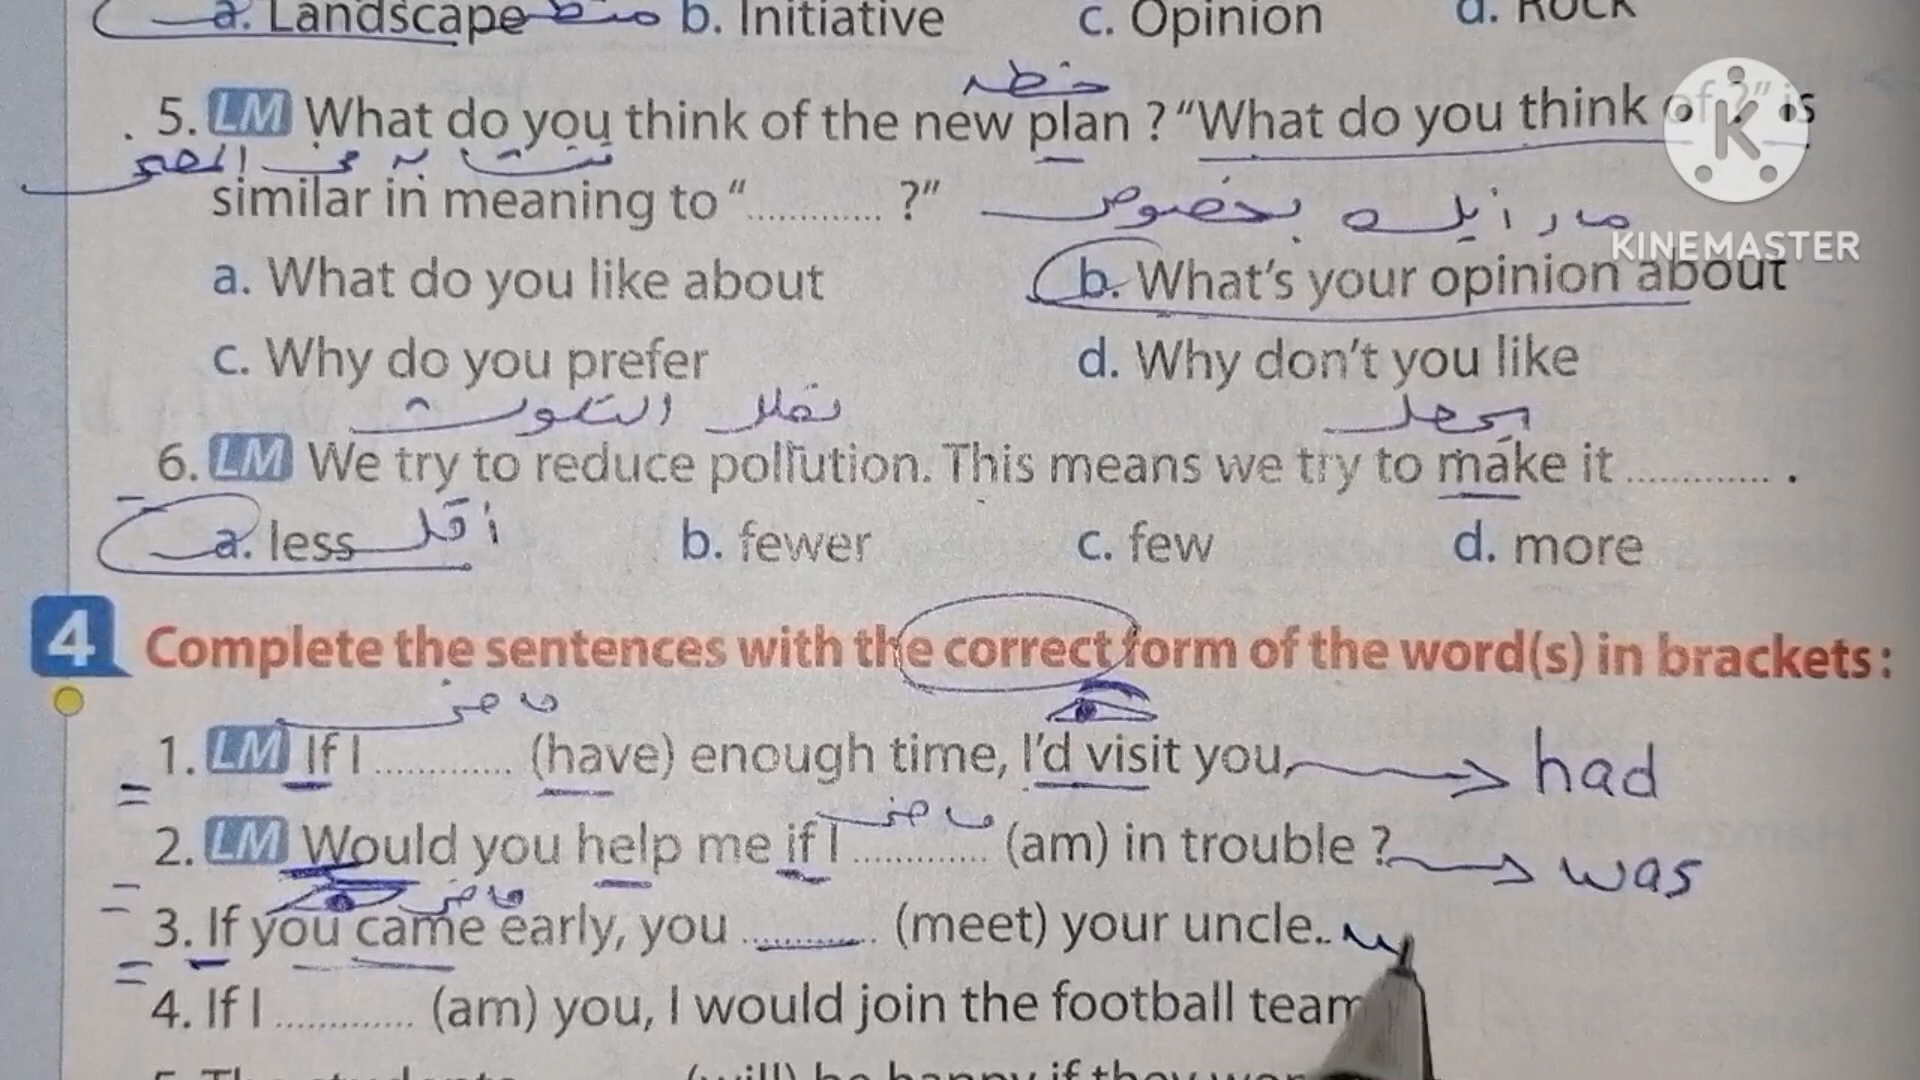 a. Landscape b. Initiative c. Opinion d. Rock
خطه
5. LM What do you think of the new plan ? “What do you think of ?” is
similar in meaning to “ ............ ?”
a. What do you like about b. What’s your opinion about
c. Why do you prefer d. Why don’t you like
نقلل التلوث يجعل
6. LM We try to reduce pollution. This means we try to make it ............. .
a. less أقل b. fewer c. few d. more
4 Complete the sentences with the correct form of the word(s) in brackets:
ماضي
1. LM If I ............. (have) enough time, I’d visit you. had
ماضي
2. LM Would you help me if I ............. (am) in trouble ? was
ماضي
3. If you came early, you ............. (meet) your uncle.
4. If I ............. (am) you, I would join the football team
KINEMASTER